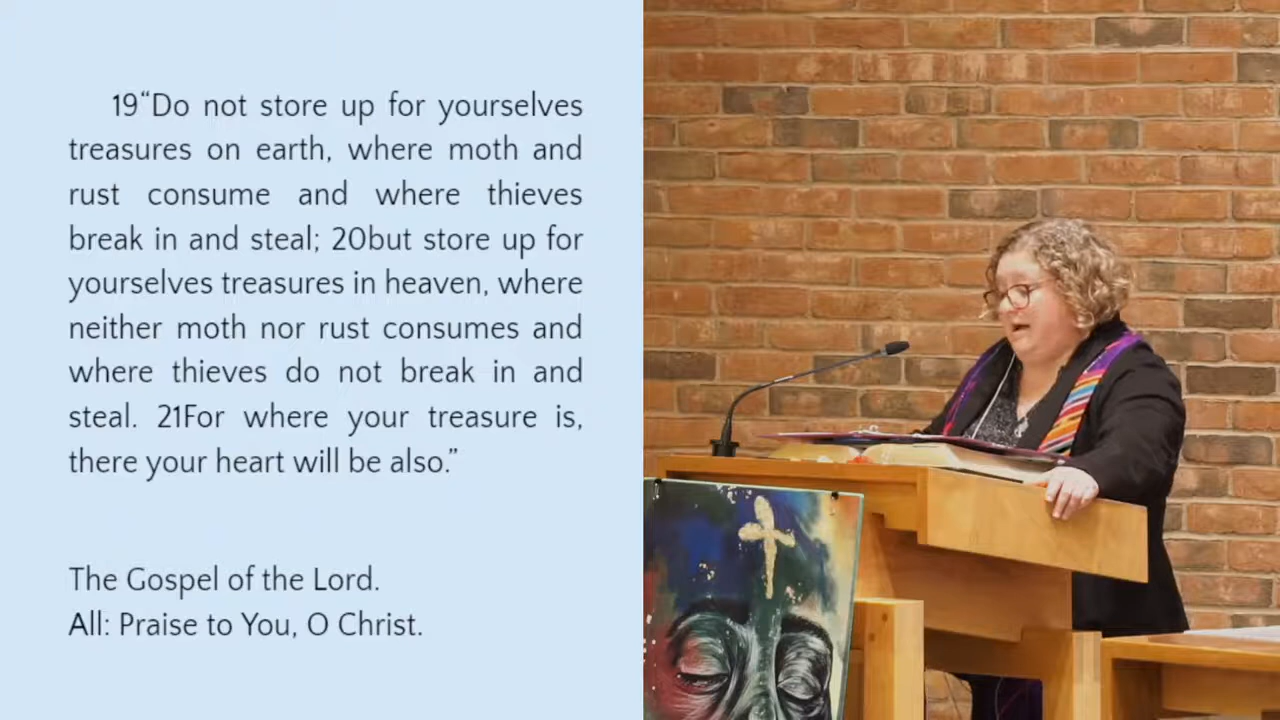 19“Do not store up for yourselves
treasures on earth, where moth and
rust consume and where thieves
break in and steal; 20but store up for
yourselves treasures in heaven, where
neither moth nor rust consumes and
where thieves do not break in and
steal. 21For where your treasure is,
there your heart will be also.”
The Gospel of the Lord.
All: Praise to You, O Christ.